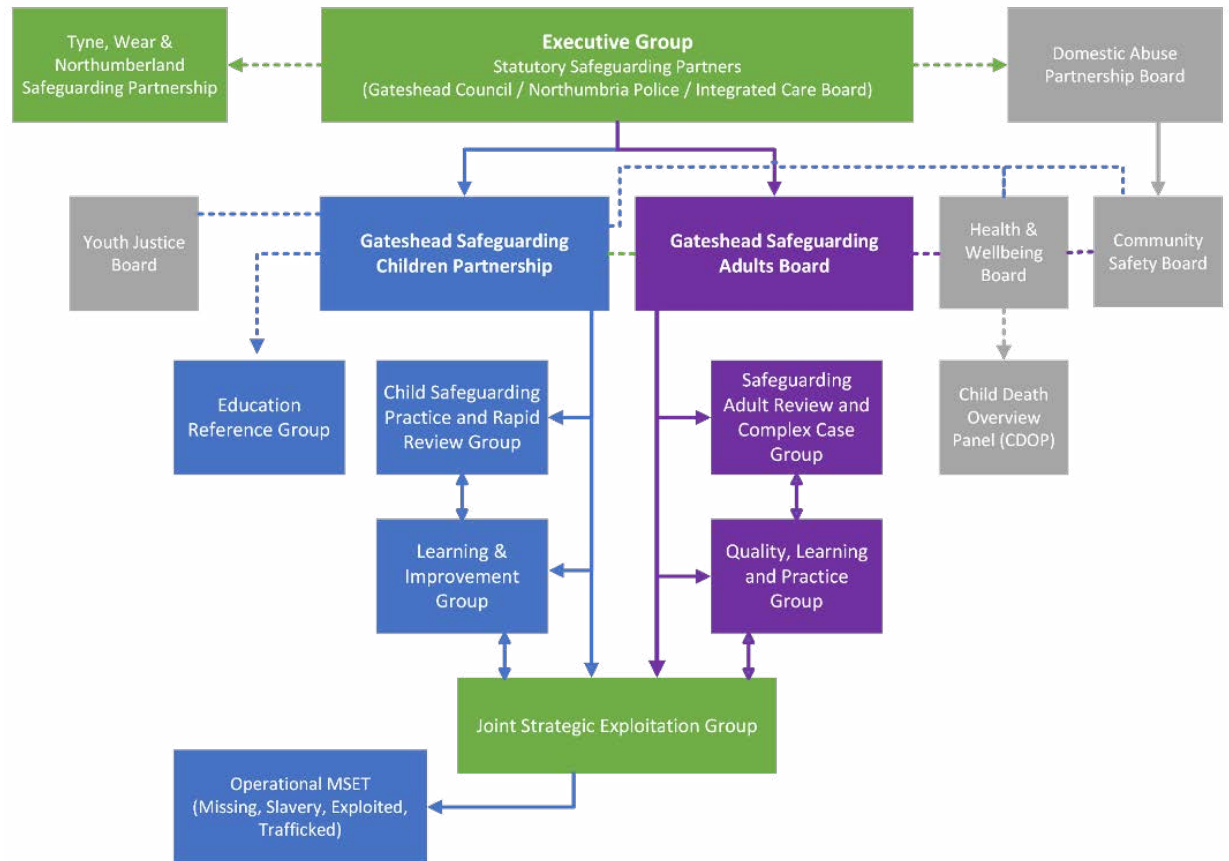 Tyne, Wear &
Northumberland
Safeguarding Partnership
Executive Group
Statutory Safeguarding Partners
(Gateshead Council / Northumbria Police / Integrated Care Board)
Domestic Abuse
Partnership Board
Youth Justice
Board
Gateshead Safeguarding
Children Partnership
Gateshead Safeguarding
Adults Board
Health &
Wellbeing
Board
Community
Safety Board
Education
Reference Group
Child Safeguarding
Practice and Rapid
Review Group
Safeguarding
Adult Review and
Complex Case
Group
Child Death
Overview
Panel (CDOP)
Learning &
Improvement
Group
Quality, Learning
and Practice
Group
Joint Strategic Exploitation Group
Operational MSET
(Missing, Slavery, Exploited,
Trafficked)